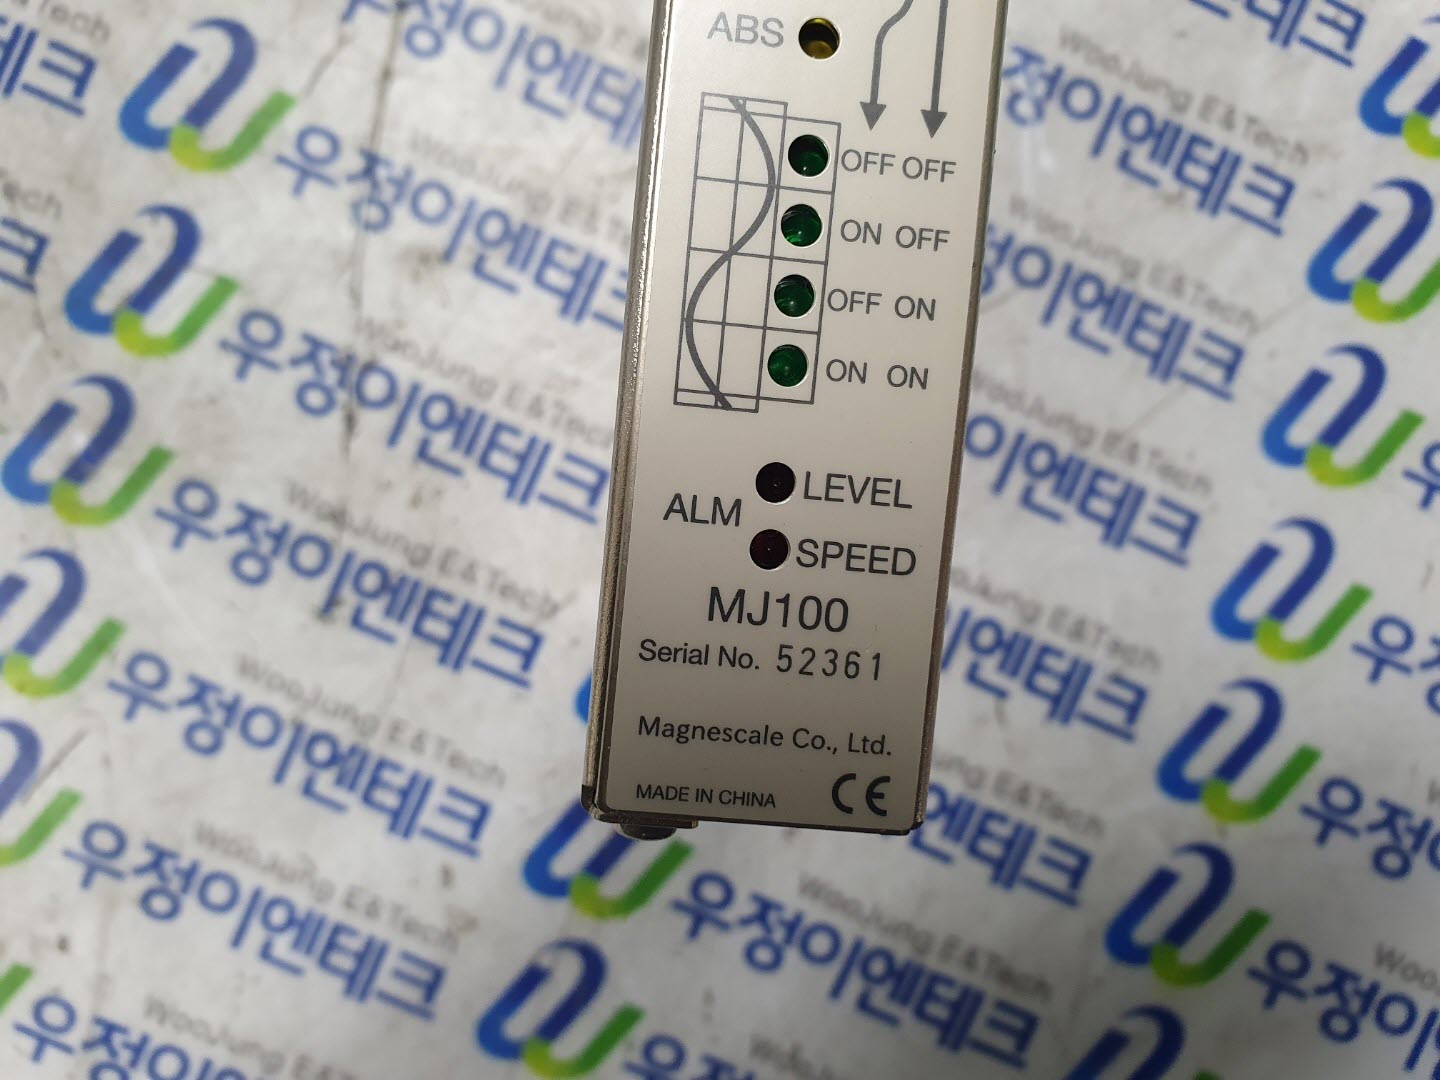 ABS
OFF OFF
ON OFF
OFF ON
ON ON
ALM
LEVEL
SPEED
MJ100
Serial No. 52361
Magnescale Co., Ltd.
MADE IN CHINA CE
우정이엔테크
WooJung E&Tech